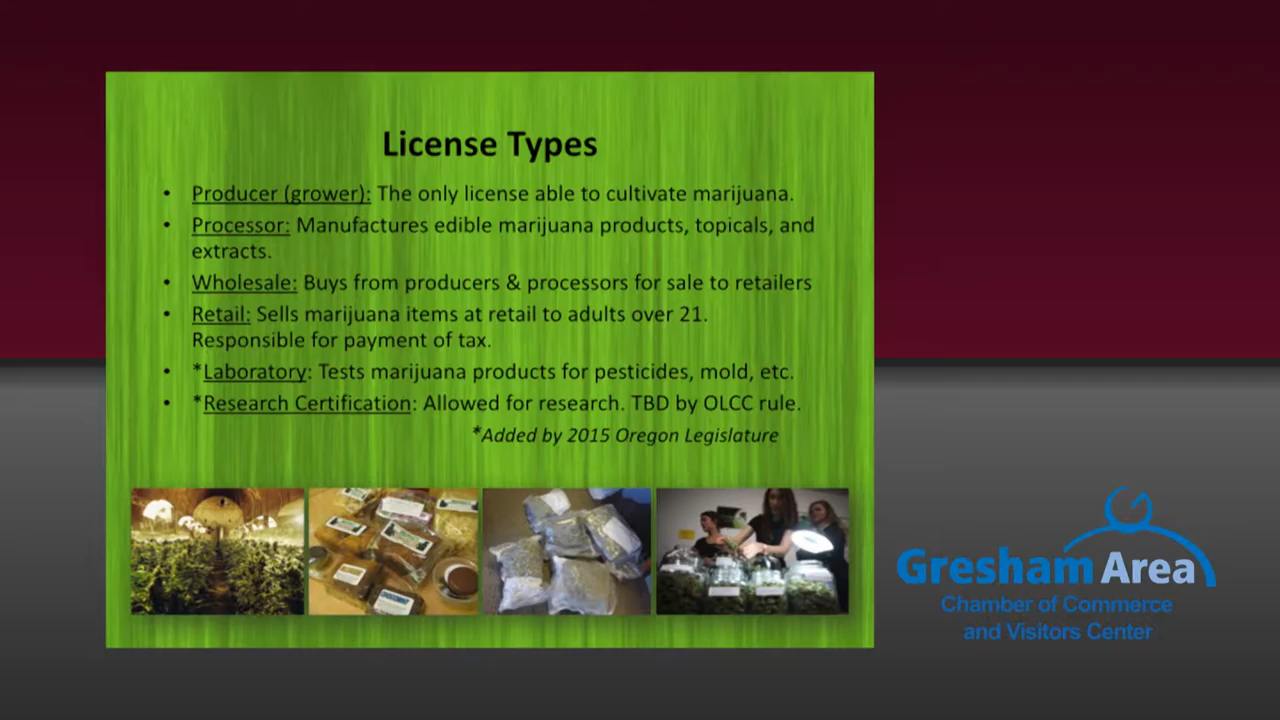 License Types
• Producer (grower): The only license able to cultivate marijuana.
• Processor: Manufactures edible marijuana products, topicals, and
extracts.
• Wholesale: Buys from producers & processors for sale to retailers
• Retail: Sells marijuana items at retail to adults over 21.
Responsible for payment of tax.
• *Laboratory: Tests marijuana products for pesticides, mold, etc.
• *Research Certification: Allowed for research. TBD by OLCC rule.
*Added by 2015 Oregon Legislature
Gresham Area
Chamber of Commerce
and Visitors Center